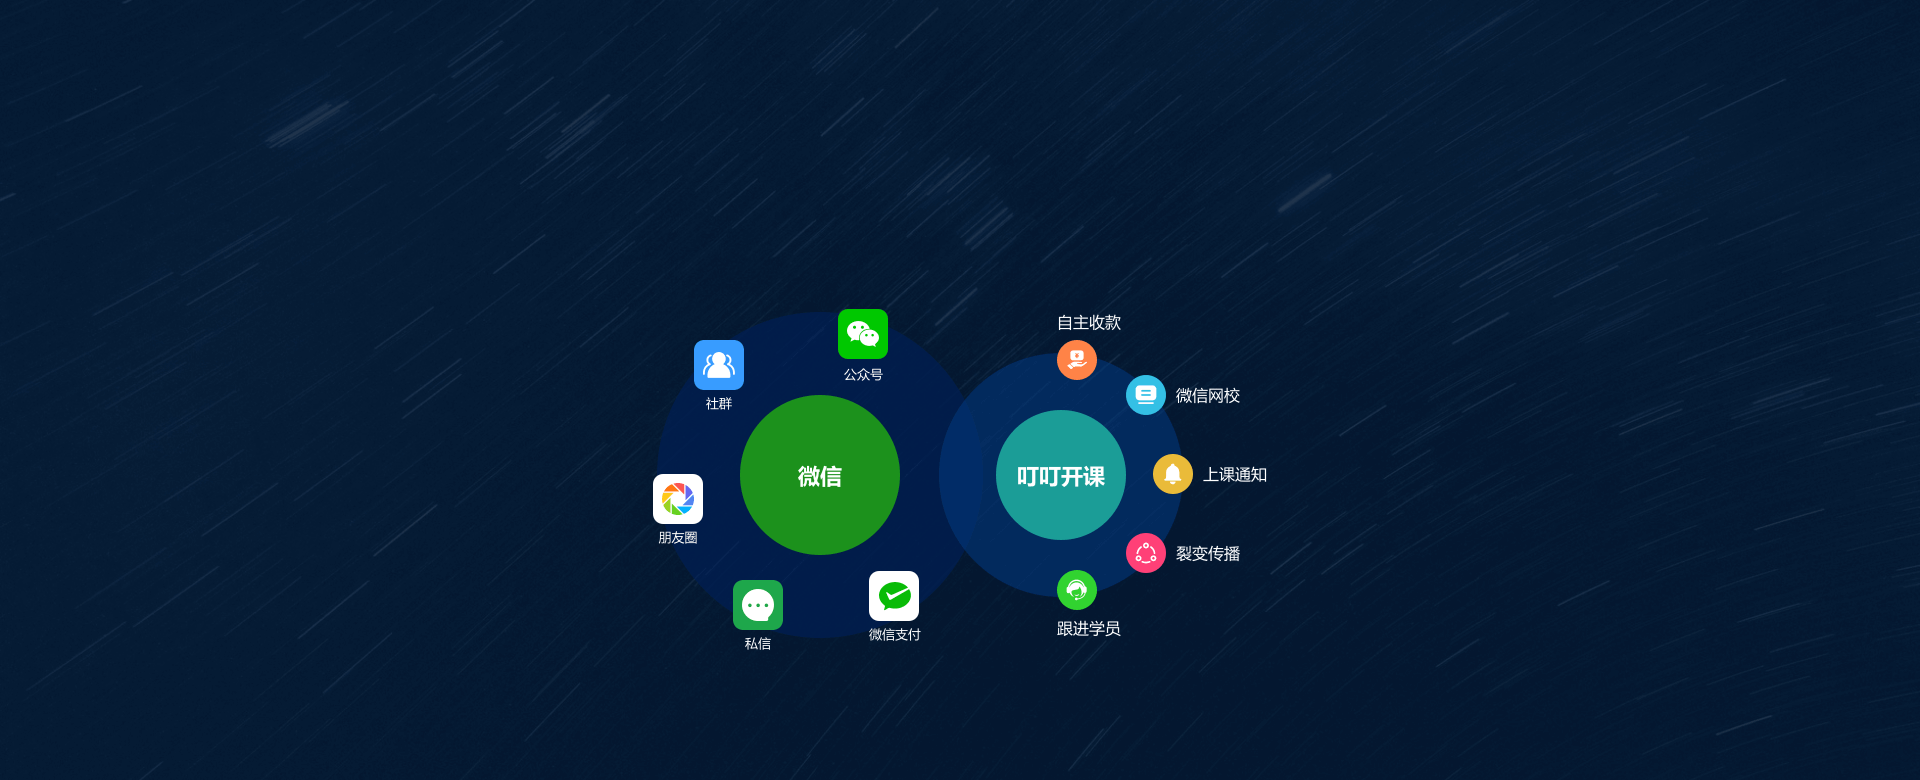 公众号
社群
微信
朋友圈
私信
微信支付
自主收款
微信网校
叮叮开课
上课通知
裂变传播
跟进学员